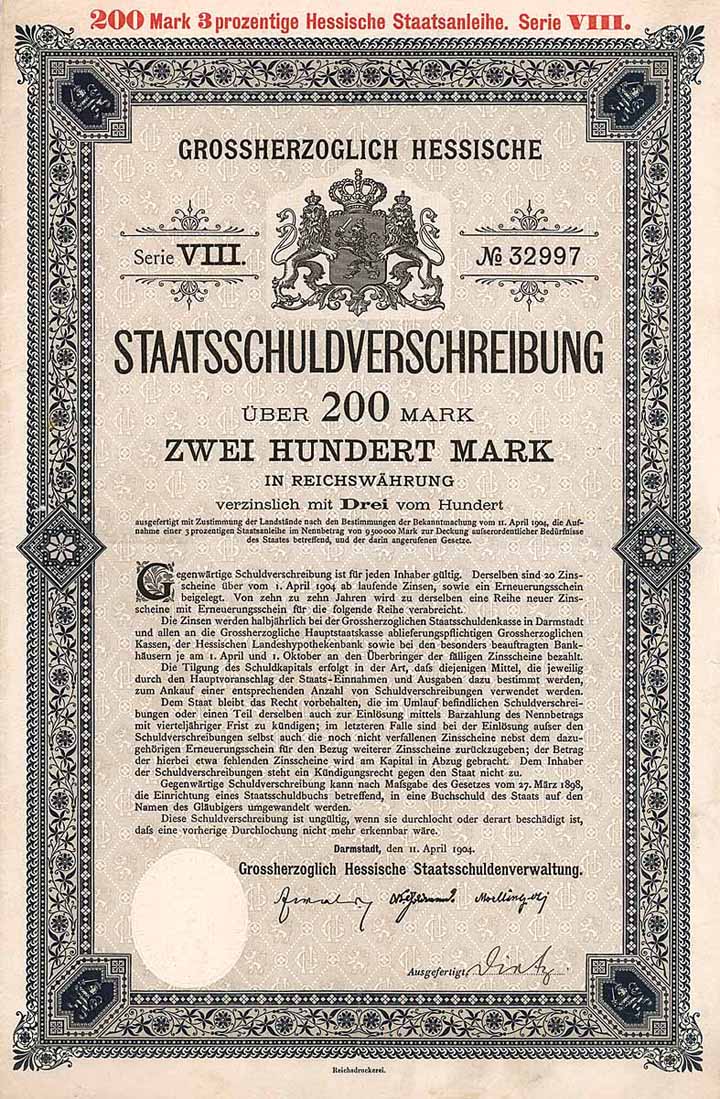 200 Mark 3 prozentige Hessische Staatsanleihe. Serie VIII.
GROSSHERZOGLICH HESSISCHE
Serie VIII.
№ 32997
STAATSSCHULDVERSCHREIBUNG
ÜBER 200 MARK
ZWEI HUNDERT MARK
IN REICHSWÄHRUNG
verzinslich mit Drei vom Hundert
ausgefertigt mit Zustimmung der Landstände nach den Bestimmungen der Bekanntmachung vom 11. April 1904, die Auf-
nahme einer 3 prozentigen Staatsanleihe im Nennbetrag von 9500000 Mark zur Deckung aufserordentlicher Bedürfnisse
des Staates betreffend, und der darin angerufenen Gesetze.
Gegenwärtige Schuldverschreibung ist für jeden Inhaber gültig. Derselben sind 20 Zins-
scheine über vom 1. April 1904 ab laufende Zinsen, sowie ein Erneuerungsschein
beigelegt. Von zehn zu zehn Jahren wird zu derselben eine Reihe neuer Zins-
scheine mit Erneuerungsschein für die folgende Reihe verabreicht.
Die Zinsen werden halbjährlich bei der Grossherzoglichen Staatsschuldenkasse in Darmstadt
und allen an die Grossherzogliche Hauptstaatskasse ablieferungspflichtigen Grossherzoglichen
Kassen, der Hessischen Landeshypothekenbank sowie bei den besonders beauftragten Bank-
häusern je am 1. April und 1. Oktober an den Überbringer der fälligen Zinsscheine bezahlt.
Die Tilgung des Schuldkapitals erfolgt in der Art, dafs diejenigen Mittel, die jeweilig
durch den Hauptvoranschlag der Staats-Einnahmen und Ausgaben dazu bestimmt werden,
zum Ankauf einer entsprechenden Anzahl von Schuldverschreibungen verwendet werden.
Dem Staat bleibt das Recht vorbehalten, die im Umlauf befindlichen Schuldverschrei-
bungen oder einen Teil derselben auch zur Einlösung mittels Barzahlung des Nennbetrags
mit vierteljähriger Frist zu kündigen; im letzteren Falle sind bei der Einlösung aufser den
Schuldverschreibungen selbst auch die noch nicht verfallenen Zinsscheine nebst dem dazu-
gehörigen Erneuerungsschein für den Bezug weiterer Zinsscheine zurückzugeben; der Betrag
der hierbei etwa fehlenden Zinsscheine wird am Kapital in Abzug gebracht. Dem Inhaber
der Schuldverschreibungen steht ein Kündigungsrecht gegen den Staat nicht zu.
Gegenwärtige Schuldverschreibung kann nach Mafsgabe des Gesetzes vom 27. März 1898,
die Einrichtung eines Staatsschuldbuchs betreffend, in eine Buchschuld des Staats auf den
Namen des Gläubigers umgewandelt werden.
Diese Schuldverschreibung ist ungültig, wenn sie durchlocht oder derart beschädigt ist,
dafs eine vorherige Durchlochung nicht mehr erkennbar wäre.
Darmstadt, den 11. April 1904.
Grossherzoglich Hessische Staatsschuldenverwaltung.
Moellinger
Ausgefertigt, Dietz.
Reichsdruckerei.